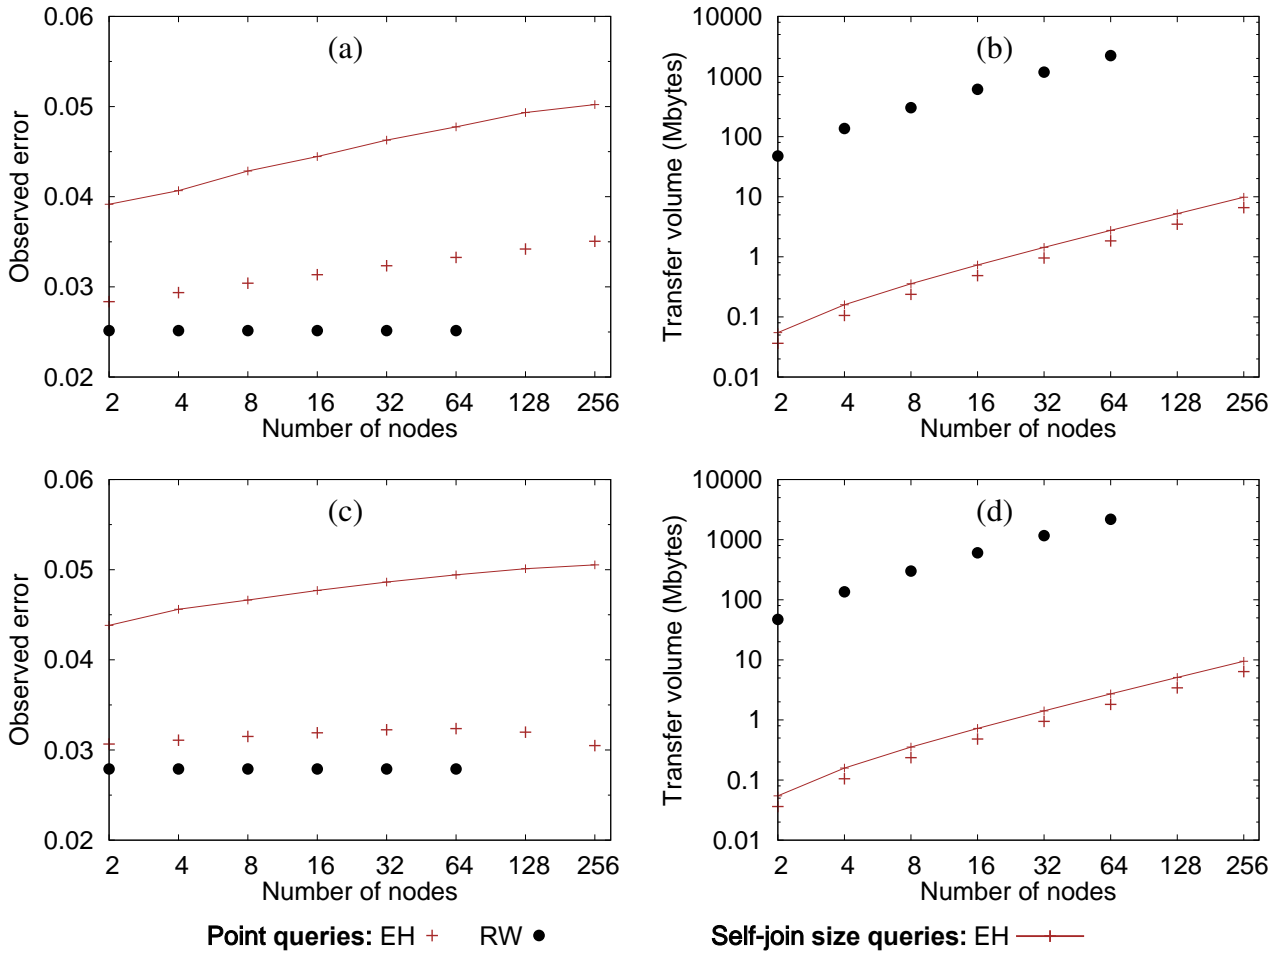 (a)
Observed error
0.06
0.05
0.04
0.03
0.02
2 4 8 16 32 64 128 256
Number of nodes
(b)
Transfer volume (Mbytes)
10000
1000
100
10
1
0.1
0.01
2 4 8 16 32 64 128 256
Number of nodes
(c)
Observed error
0.06
0.05
0.04
0.03
0.02
2 4 8 16 32 64 128 256
Number of nodes
(d)
Transfer volume (Mbytes)
10000
1000
100
10
1
0.1
0.01
2 4 8 16 32 64 128 256
Number of nodes
Point queries: EH RW
Self-join size queries: EH